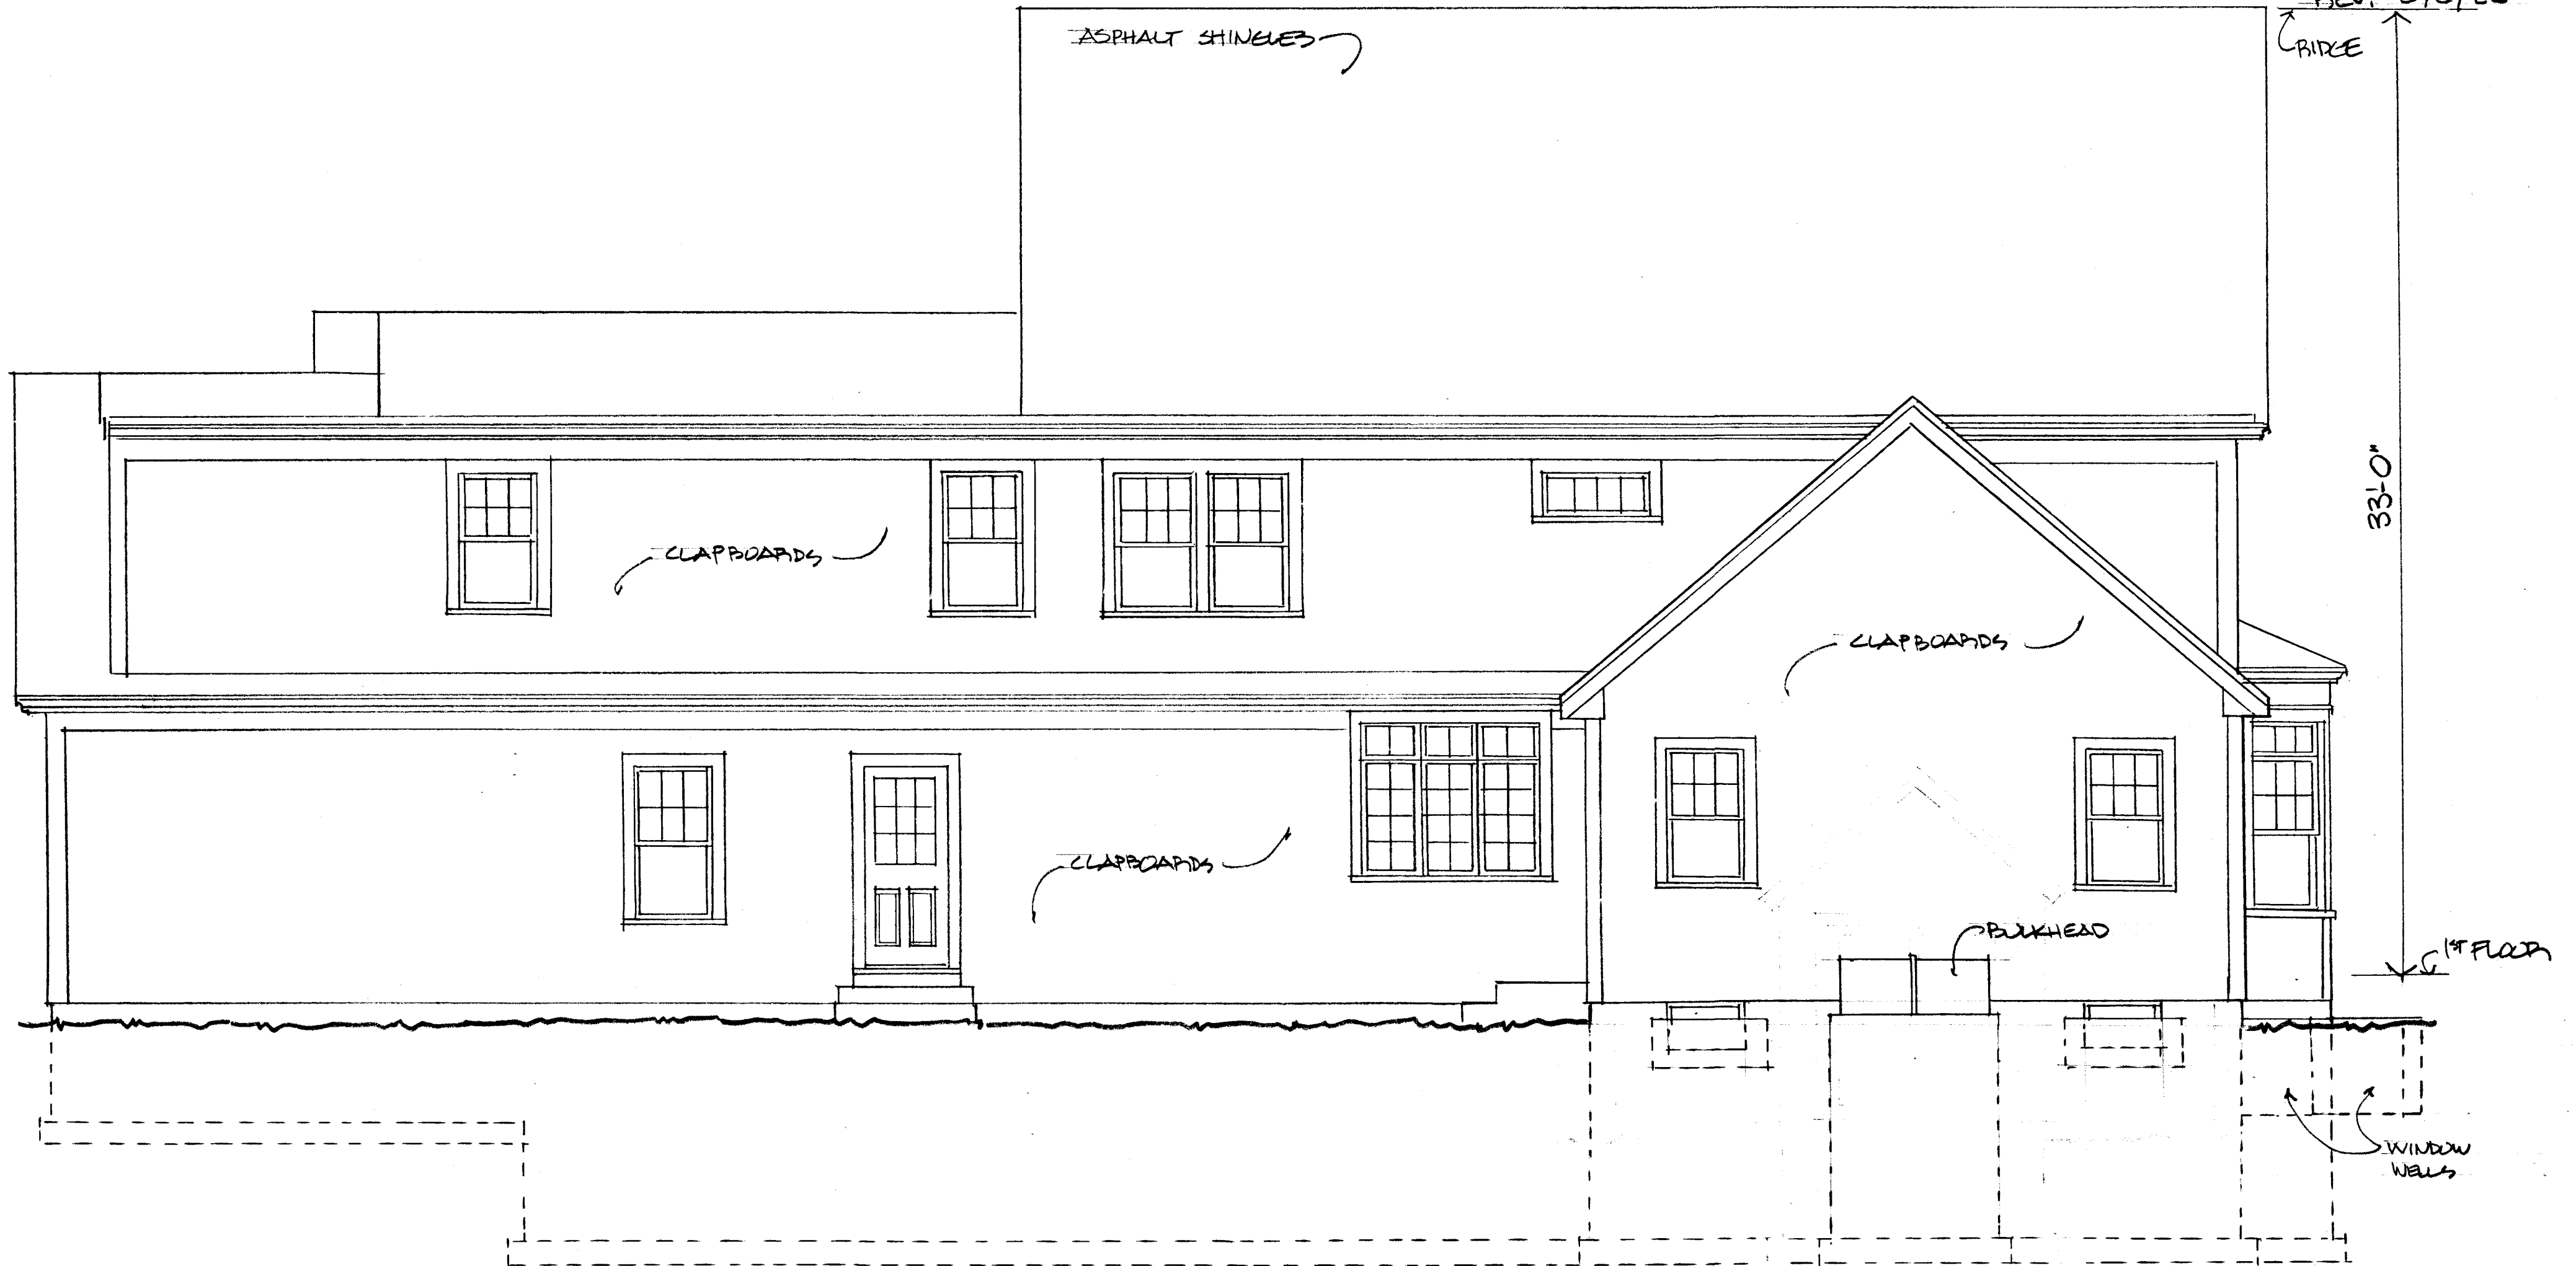 ASPHALT SHINGLES
RIDGE
33'-0"
CLAPBOARDS
CLAPBOARDS
CLAPBOARDS
BULKHEAD
1ST FLOOR
WINDOW
WELLS